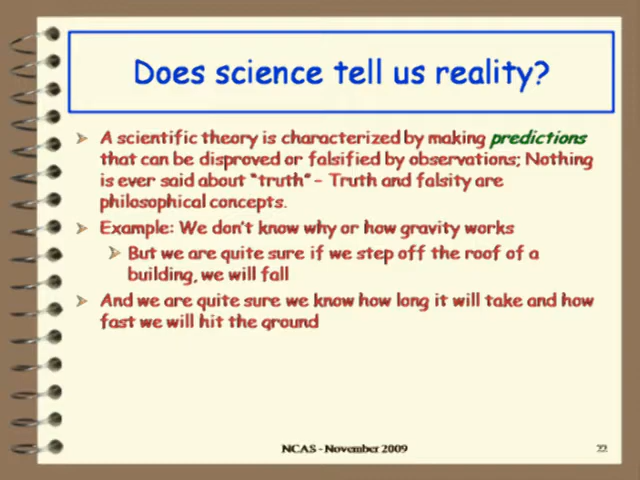 Does science tell us reality?
A scientific theory is characterized by making predictions
that can be disproved or falsified by observations; Nothing
is ever said about "truth" – Truth and falsity are
philosophical concepts.
Example: We don't know why or how gravity works
But we are quite sure if we step off the roof of a
building, we will fall
And we are quite sure we know how long it will take and how
fast we will hit the ground
NCAS - November 2009
22